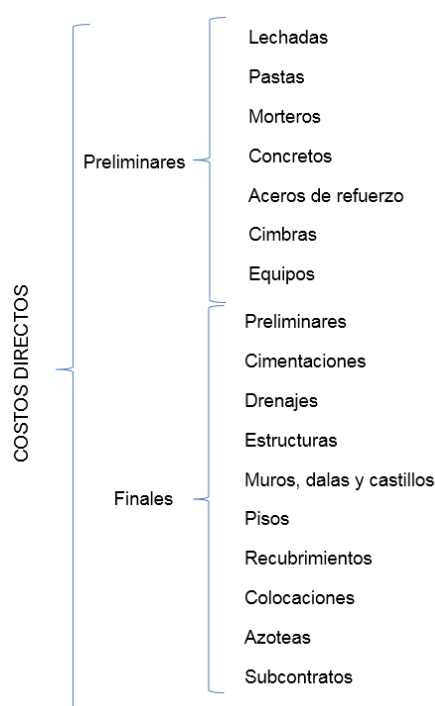 COSTOS DIRECTOS
Preliminares
Lechadas
Pastas
Morteros
Concretos
Aceros de refuerzo
Cimbras
Equipos
Finales
Preliminares
Cimentaciones
Drenajes
Estructuras
Muros, dalas y castillos
Pisos
Recubrimientos
Colocaciones
Azoteas
Subcontratos